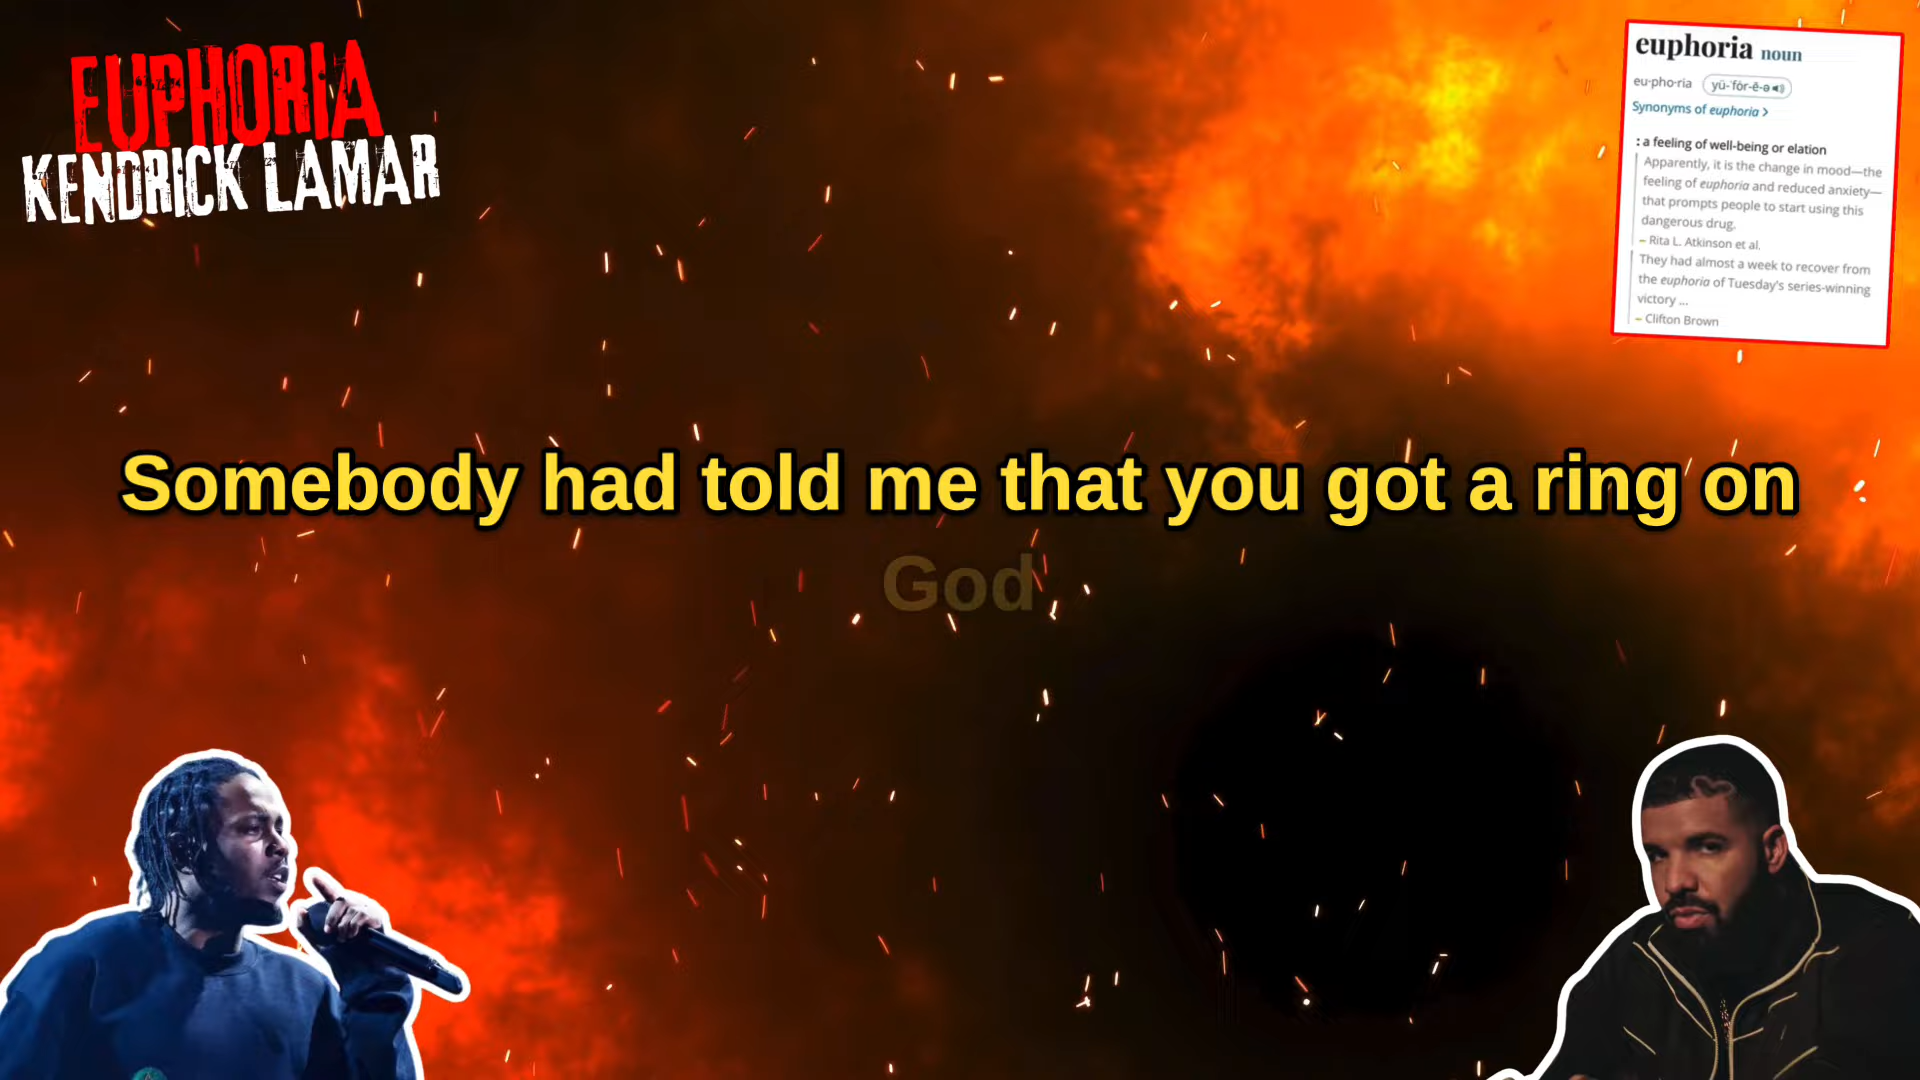 EUPHORIA
KENDRICK LAMAR
euphoria noun
eu·pho·ria yü-ˈfȯr-ē-ə
Synonyms of euphoria >
: a feeling of well-being or elation
Apparently, it is the change in mood—the
feeling of euphoria and reduced anxiety—
that prompts people to start using this
dangerous drug.
– Rita L. Atkinson et al.
They had almost a week to recover from
the euphoria of Tuesday's series-winning
victory ...
– Clifton Brown
Somebody had told me that you got a ring on
God